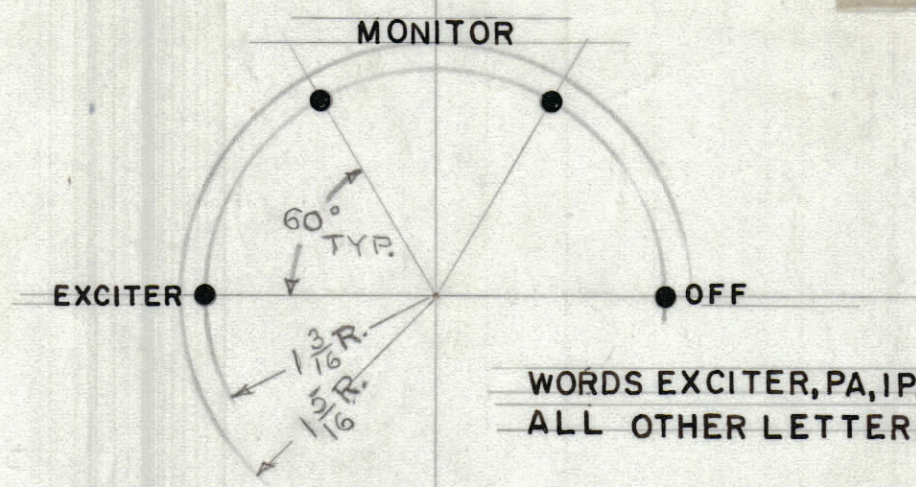 MONITOR
60°
TYP.
EXCITER
OFF
1 3/16 R.
1 5/16 R.
WORDS EXCITER, PA, IP
ALL OTHER LETTER